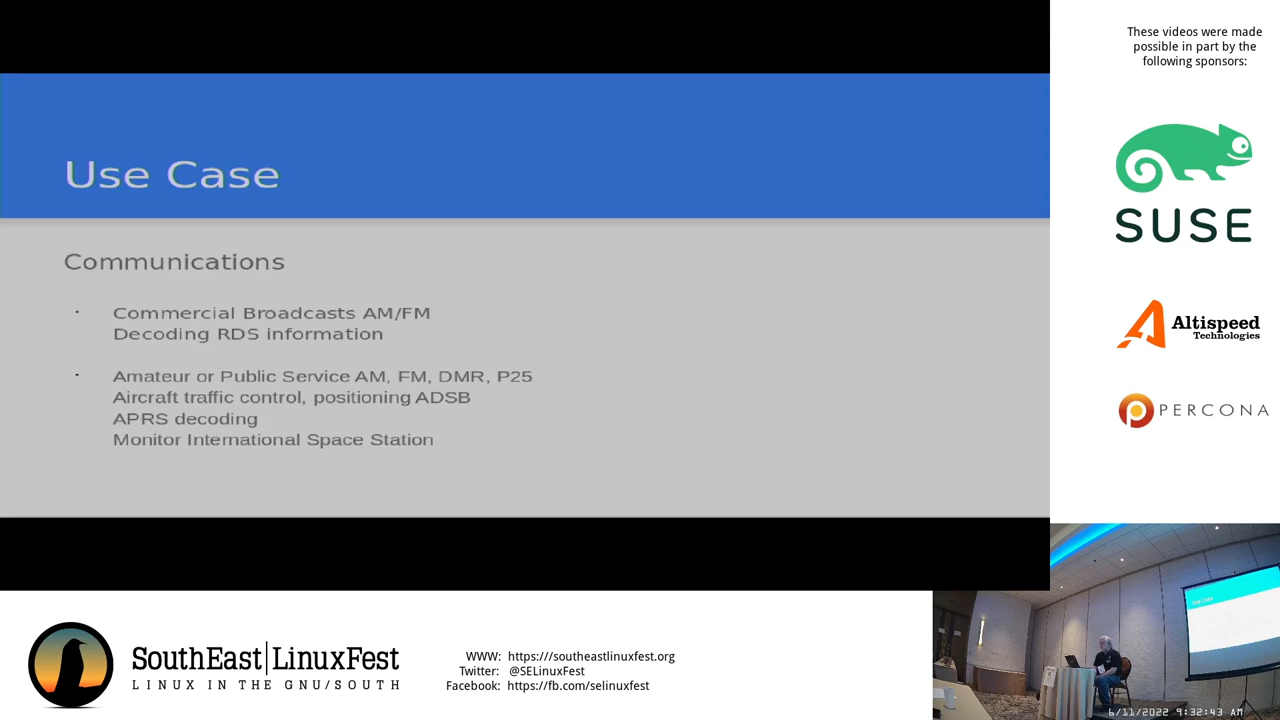 These videos were made
possible in part by the
following sponsors:
SUSE
Altispeed
Technologies
PERCONA
Use Case
Communications
· Commercial Broadcasts AM/FM
Decoding RDS information
· Amateur or Public Service AM, FM, DMR, P25
Aircraft traffic control, positioning ADSB
APRS decoding
Monitor International Space Station
Use Case
SouthEast|LinuxFest
LINUX IN THE GNU/SOUTH
WWW: https:///southeastlinuxfest.org
Twitter: @SELinuxFest
Facebook: https://fb.com/selinuxfest
6/11/2022 9:32:43 AM